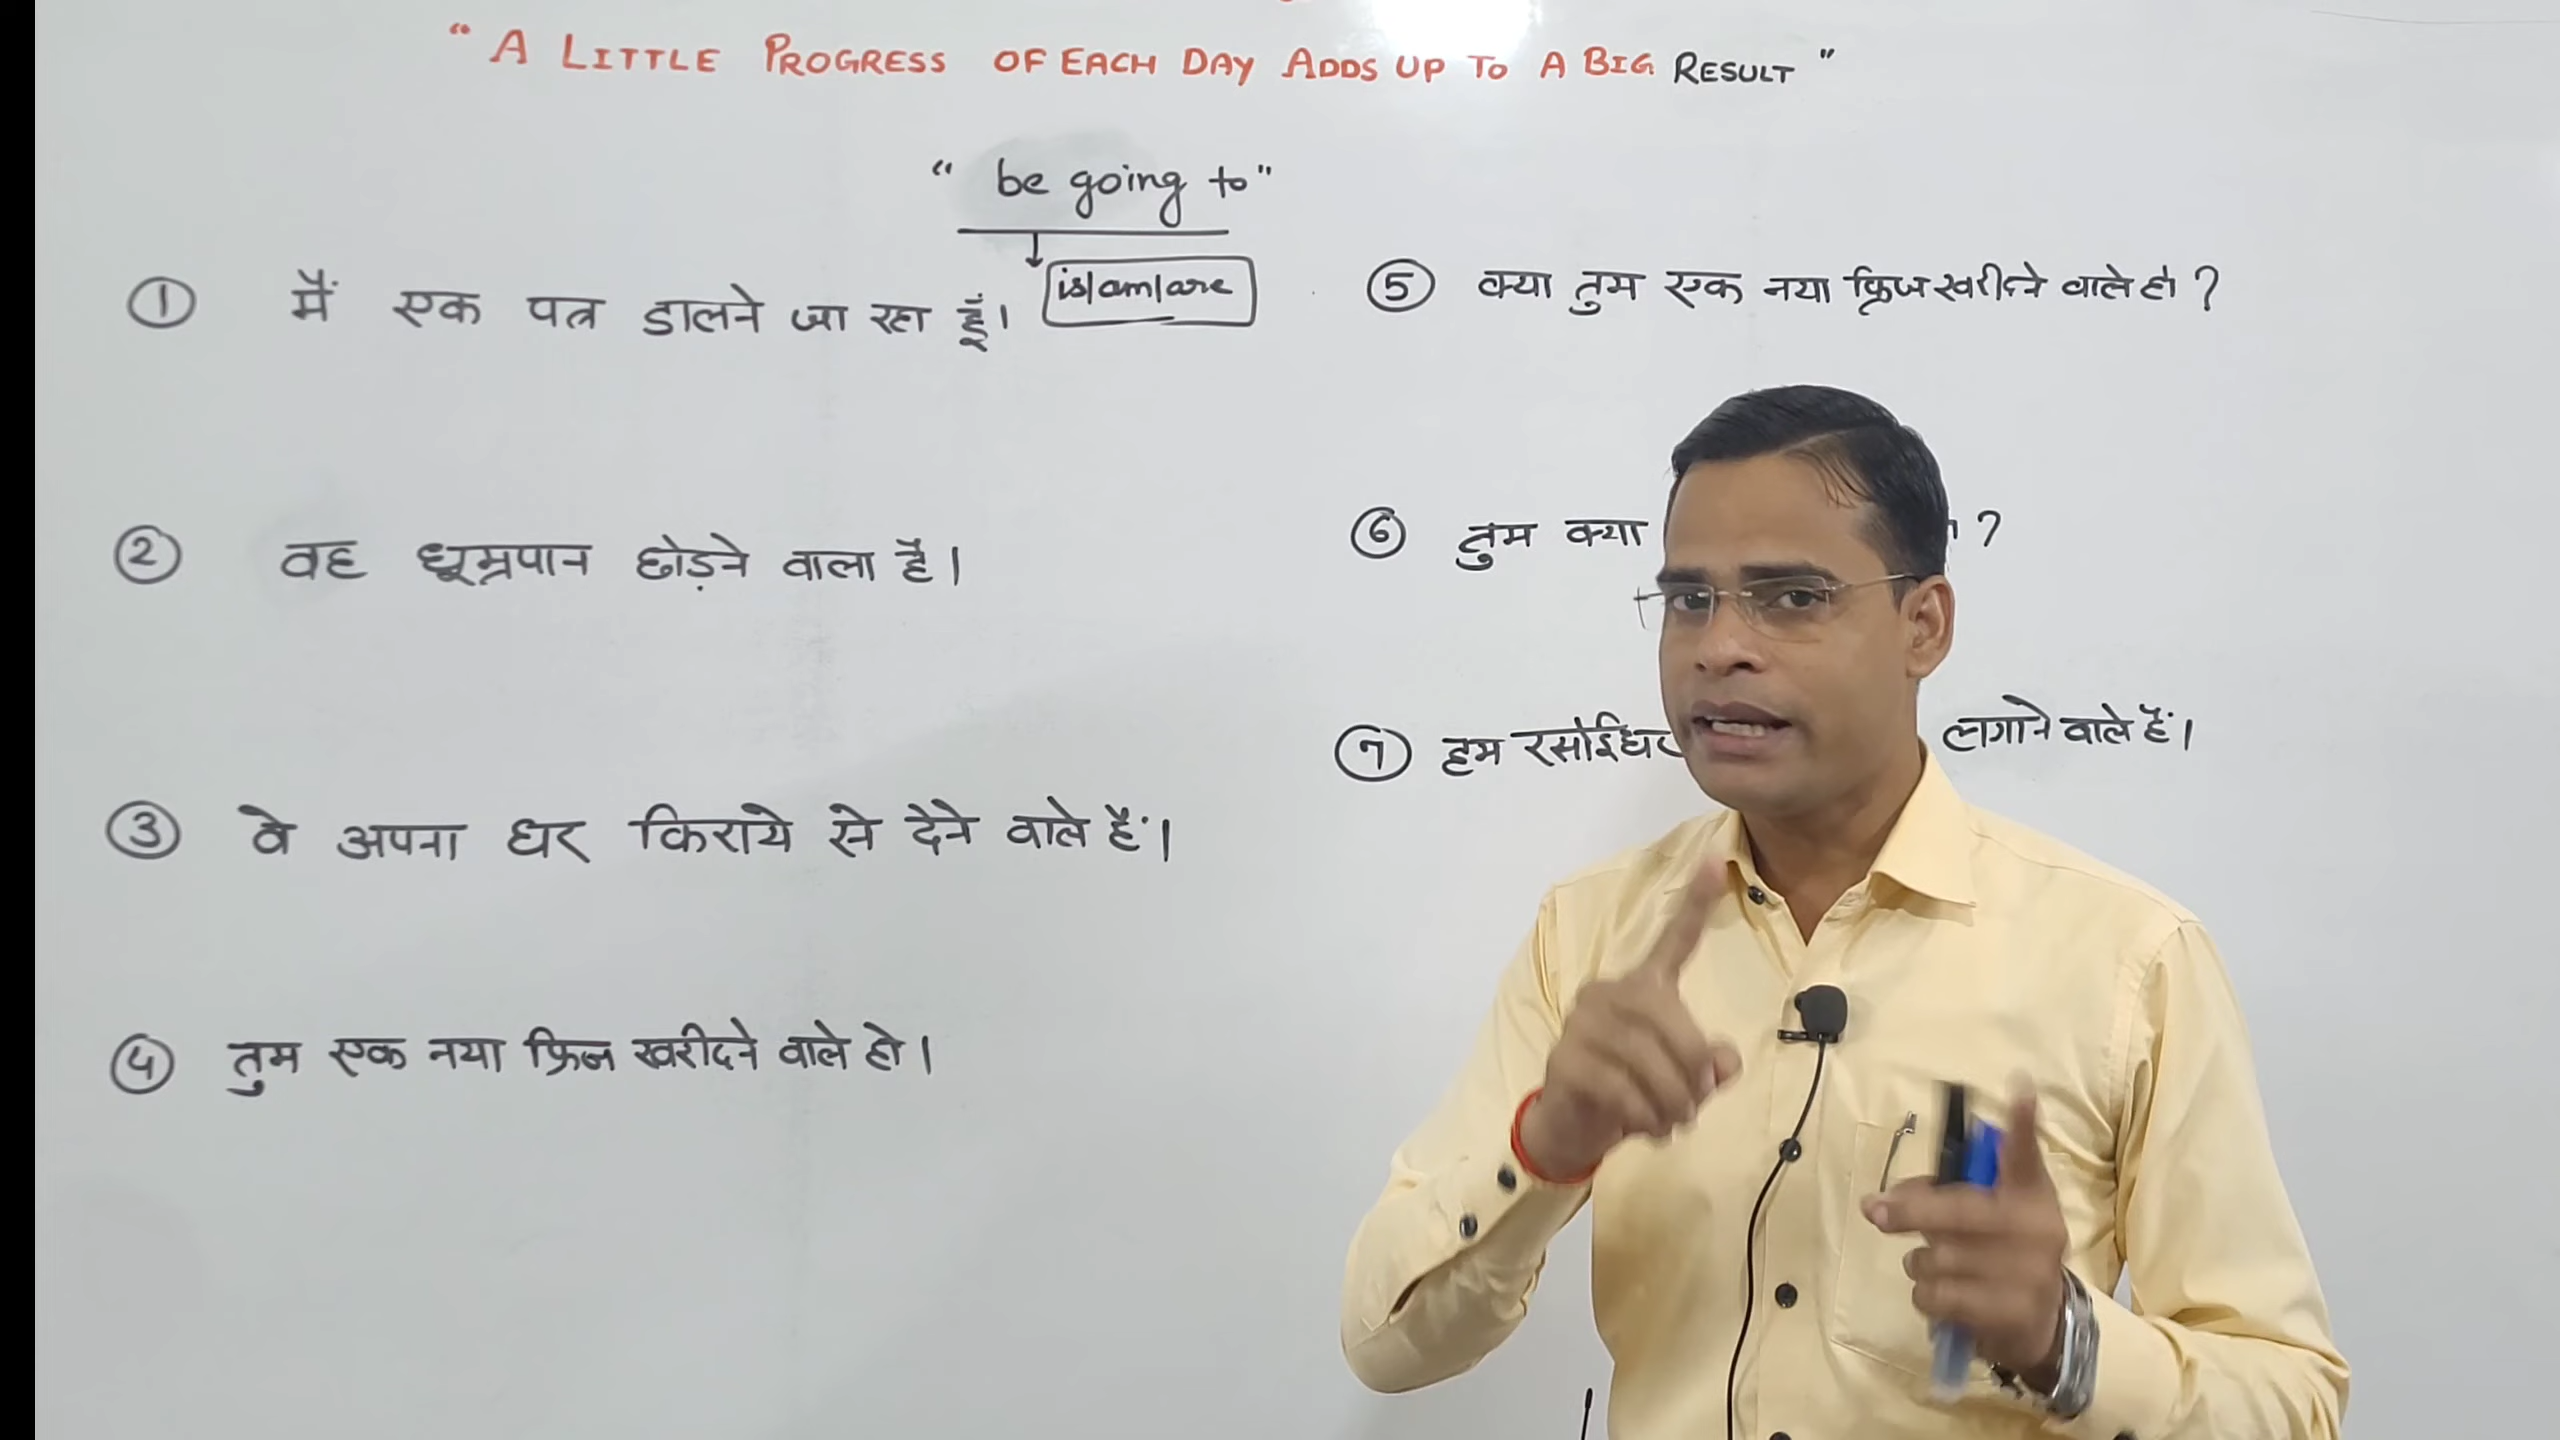 “ A LITTLE PROGRESS OF EACH DAY ADDS UP TO A BIG RESULT ”
“ be going to ”
is/am/are
① मैं एक पत्र डालने जा रहा हूँ।
② वह धूम्रपान छोड़ने वाला है।
③ वे अपना घर किराये से देने वाले हैं।
④ तुम एक नया फ्रिज खरीदने वाले हो।
⑤ क्या तुम एक नया फ्रिज खरीदने वाले हो ?
⑥ तुम क्या ?
⑦ हम लगाने वाले हैं।